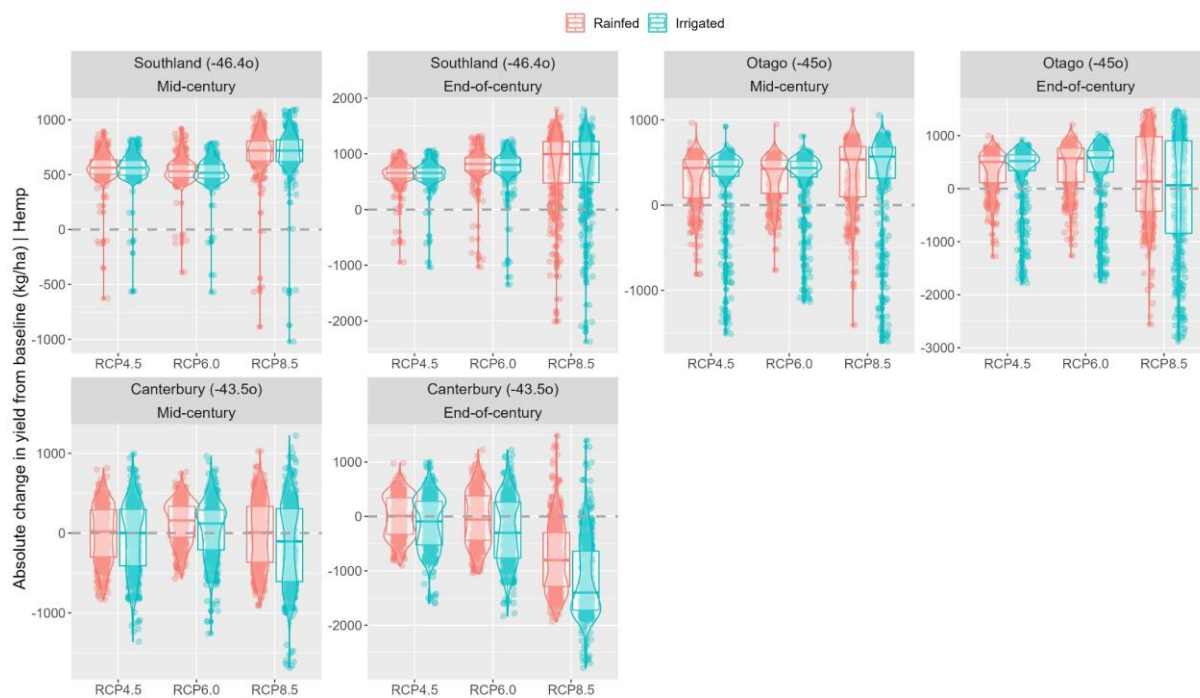 Rainfed Irrigated
Absolute change in yield from baseline (kg/ha) | Hemp
Southland (-46.4o)
Mid-century
1000
500
0
-500
-1000
RCP4.5 RCP6.0 RCP8.5
Southland (-46.4o)
End-of-century
2000
1000
0
-1000
-2000
RCP4.5 RCP6.0 RCP8.5
Otago (-45o)
Mid-century
1000
0
-1000
RCP4.5 RCP6.0 RCP8.5
Otago (-45o)
End-of-century
1000
0
-1000
-2000
-3000
RCP4.5 RCP6.0 RCP8.5
Canterbury (-43.5o)
Mid-century
1000
0
-1000
RCP4.5 RCP6.0 RCP8.5
Canterbury (-43.5o)
End-of-century
1000
0
-1000
-2000
RCP4.5 RCP6.0 RCP8.5